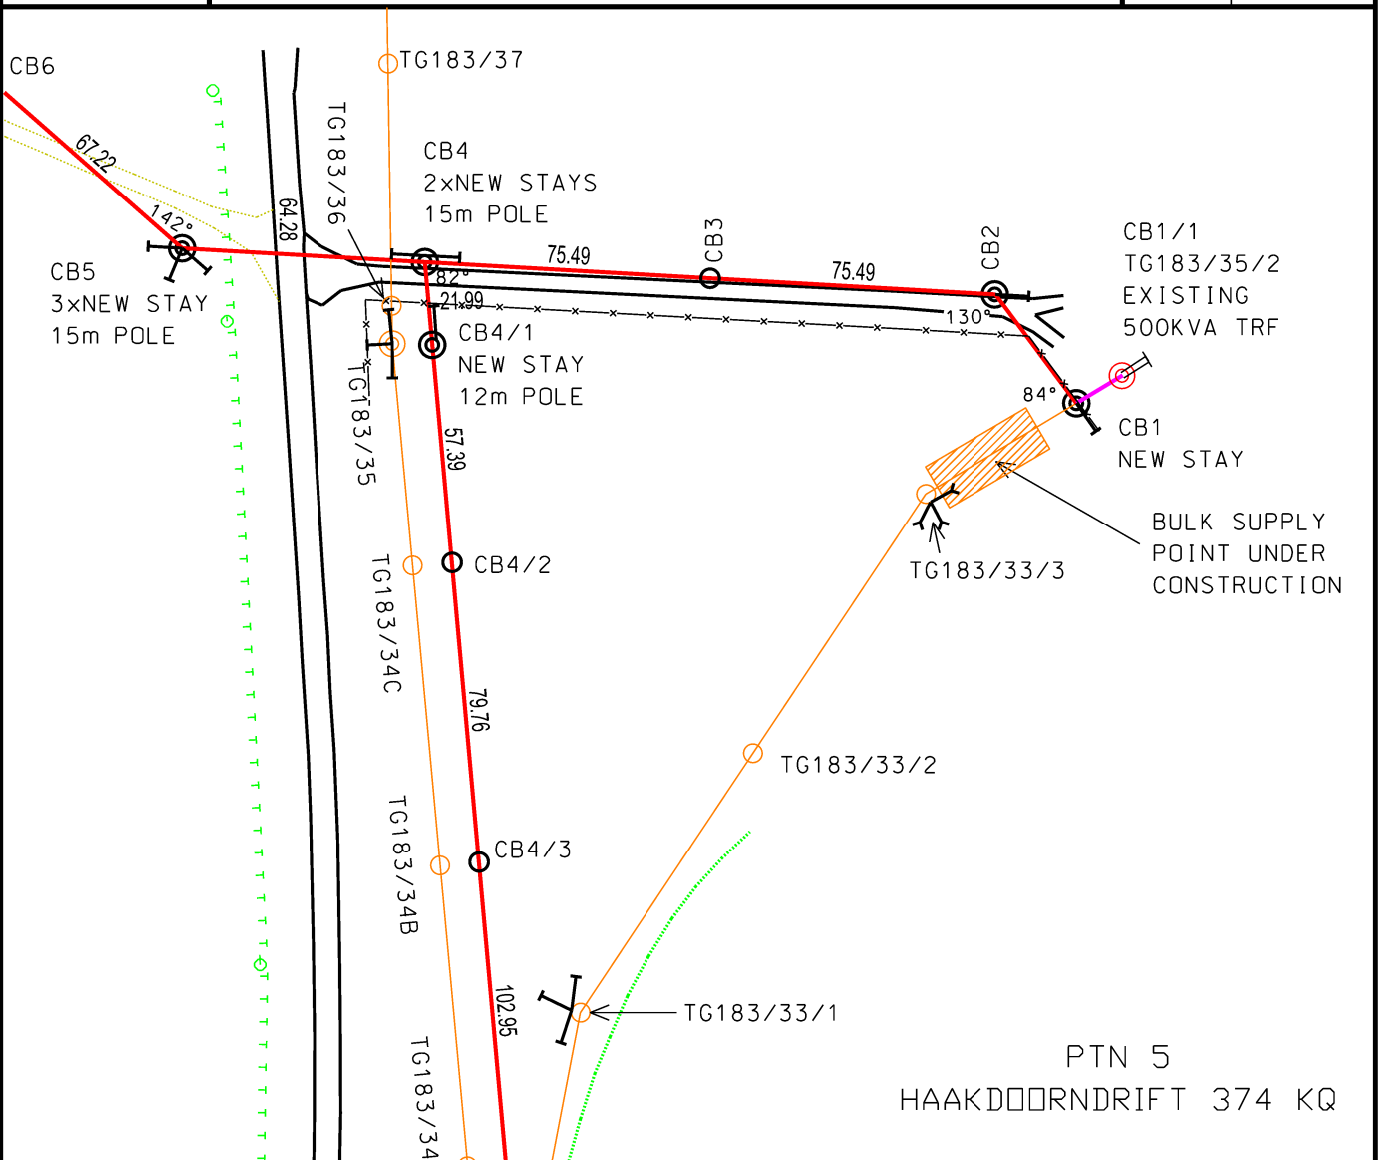 CB6
TG183/37
67.22
TG183/36
CB4
2xNEW STAYS
15m POLE
142°
64.28
CB5
3xNEW STAY
15m POLE
82°
75.49
CB3
75.49
CB2
CB1/1
TG183/35/2
EXISTING
500KVA TRF
21.99
CB4/1
NEW STAY
12m POLE
130°
84°
CB1
NEW STAY
TG183/35
57.39
BULK SUPPLY
POINT UNDER
CONSTRUCTION
CB4/2
TG183/33/3
TG183/34C
79.76
TG183/33/2
TG183/34B
CB4/3
102.95
TG183/33/1
TG183/34
PTN 5
HAAKD▯▯RNDRIFT 374 KQ